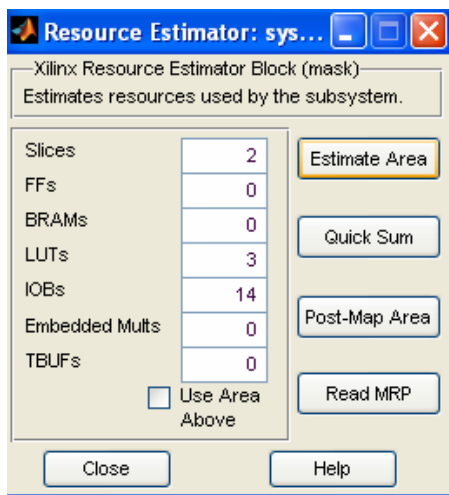 Resource Estimator: sys...
Xilinx Resource Estimator Block (mask)
Estimates resources used by the subsystem.
Slices 2
Estimate Area
FFs 0
BRAMs 0
Quick Sum
LUTs 3
IOBs 14
Post-Map Area
Embedded Mults 0
TBUFs 0
Use Area
Above
Read MRP
Close
Help